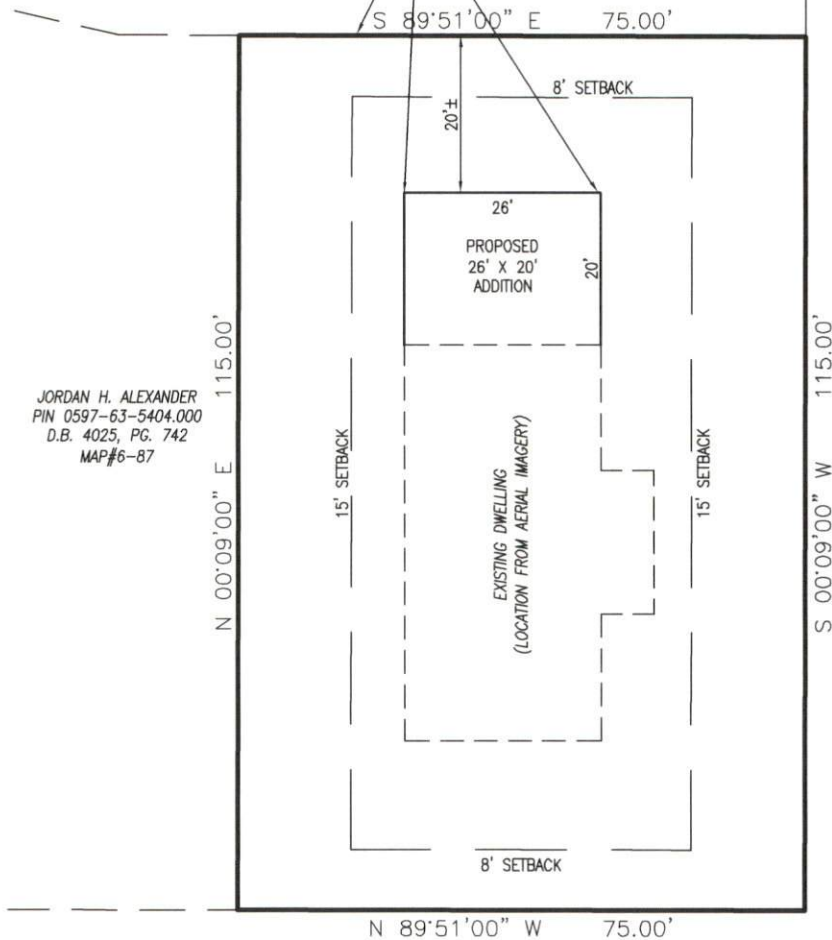 S 89°51'00" E 75.00'
8' SETBACK
20'±
26'
PROPOSED
26' X 20'
ADDITION
20'
N 00°09'00" E 115.00'
S 00°09'00" W 115.00'
JORDAN H. ALEXANDER
PIN 0597-63-5404.000
D.B. 4025, PG. 742
MAP#6-87
15' SETBACK
EXISTING DWELLING
(LOCATION FROM AERIAL IMAGERY)
15' SETBACK
8' SETBACK
N 89°51'00" W 75.00'